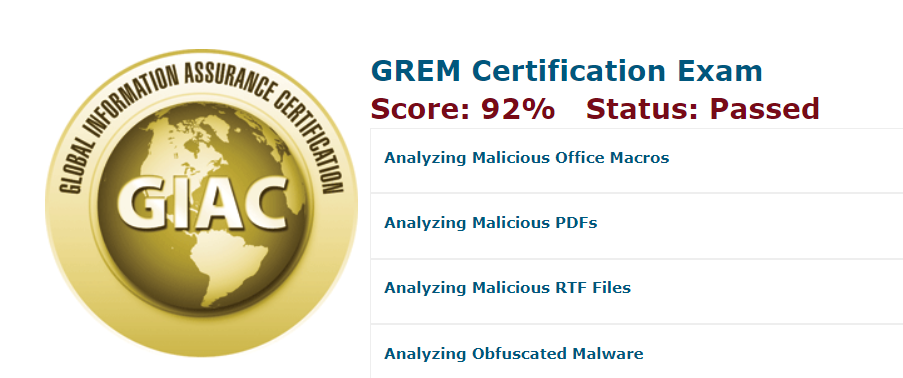 GLOBAL INFORMATION ASSURANCE CERTIFICATION
GIAC
GREM Certification Exam
Score: 92% Status: Passed
Analyzing Malicious Office Macros
Analyzing Malicious PDFs
Analyzing Malicious RTF Files
Analyzing Obfuscated Malware